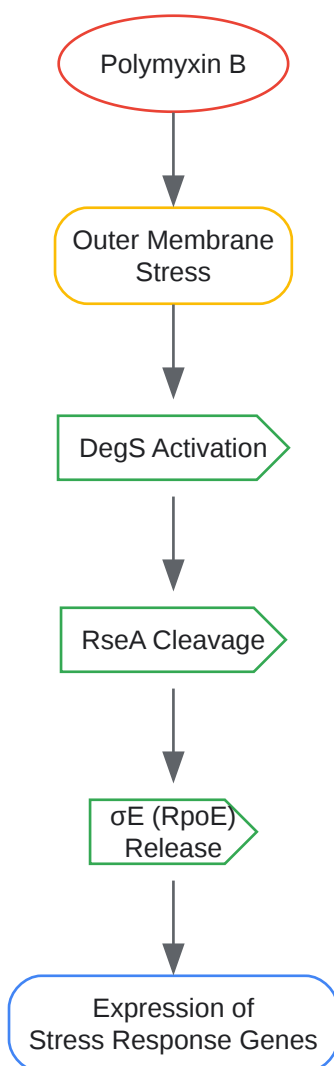 Polymyxin B
Outer Membrane
Stress
DegS Activation
RseA Cleavage
σE (RpoE)
Release
Expression of
Stress Response Genes